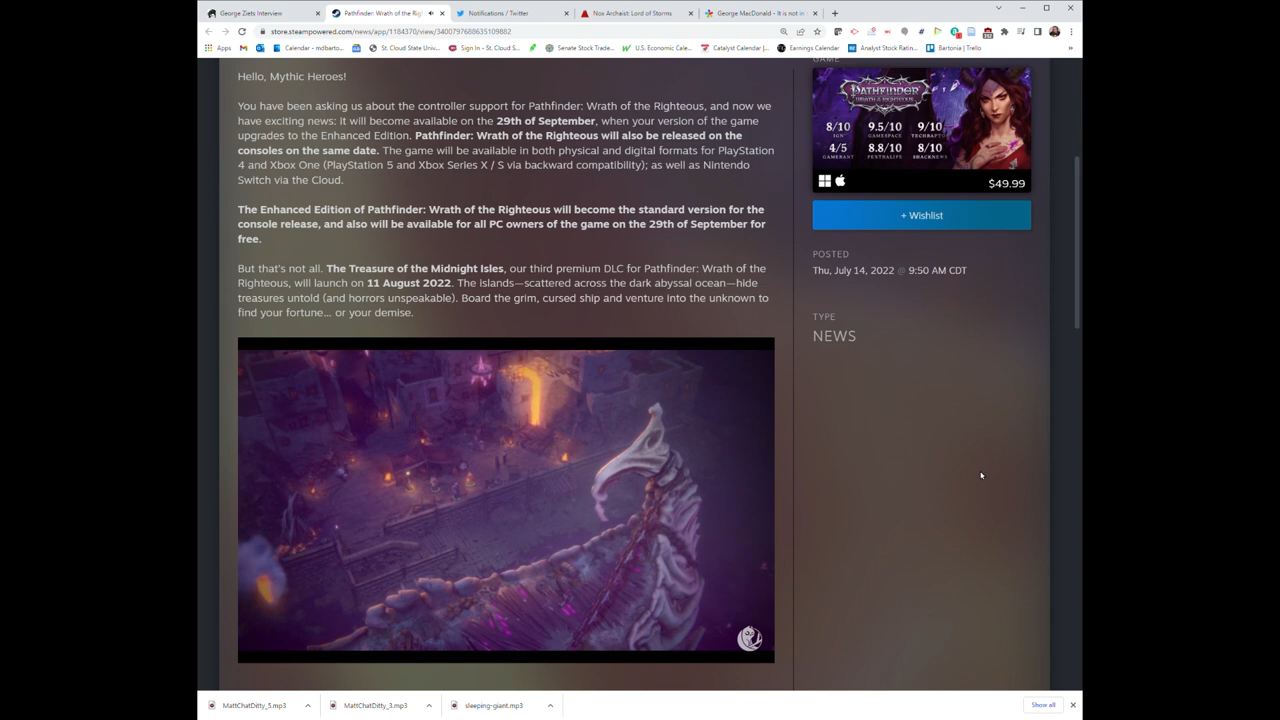 George Ziets Interview
Pathfinder: Wrath of the Rig
Notifications / Twitter
Nox Archaist: Lord of Storms
George MacDonald - It is not in
store.steampowered.com/news/app/1184370/view/3400797688635109882
Apps
M
Calendar - mdbarto...
St. Cloud State Univ...
Sign In - St. Cloud S...
Senate Stock Trade...
U.S. Economic Cale...
Catalyst Calendar |...
Earnings Calendar
Analyst Stock Ratin...
Bartonia | Trello
Hello, Mythic Heroes!
You have been asking us about the controller support for Pathfinder: Wrath of the Righteous, and now we
have exciting news: it will become available on the 29th of September, when your version of the game
upgrades to the Enhanced Edition. Pathfinder: Wrath of the Righteous will also be released on the
consoles on the same date. The game will be available in both physical and digital formats for PlayStation
4 and Xbox One (PlayStation 5 and Xbox Series X / S via backward compatibility); as well as Nintendo
Switch via the Cloud.
The Enhanced Edition of Pathfinder: Wrath of the Righteous will become the standard version for the
console release, and also will be available for all PC owners of the game on the 29th of September for
free.
But that's not all. The Treasure of the Midnight Isles, our third premium DLC for Pathfinder: Wrath of the
Righteous, will launch on 11 August 2022. The islands—scattered across the dark abyssal ocean—hide
treasures untold (and horrors unspeakable). Board the grim, cursed ship and venture into the unknown to
find your fortune... or your demise.
GAME
PATHFINDER
WRATH OF THE RIGHTEOUS
8/10 9.5/10 9/10
IGN GAMESPACE TECHRAPTOR
4/5 8.8/10 8/10
GAMERANT FEXTRALIFE SHACKNEWS
$49.99
+ Wishlist
POSTED
Thu, July 14, 2022 @ 9:50 AM CDT
TYPE
NEWS
MattChatDitty_5.mp3
MattChatDitty_3.mp3
sleeping-giant.mp3
Show all